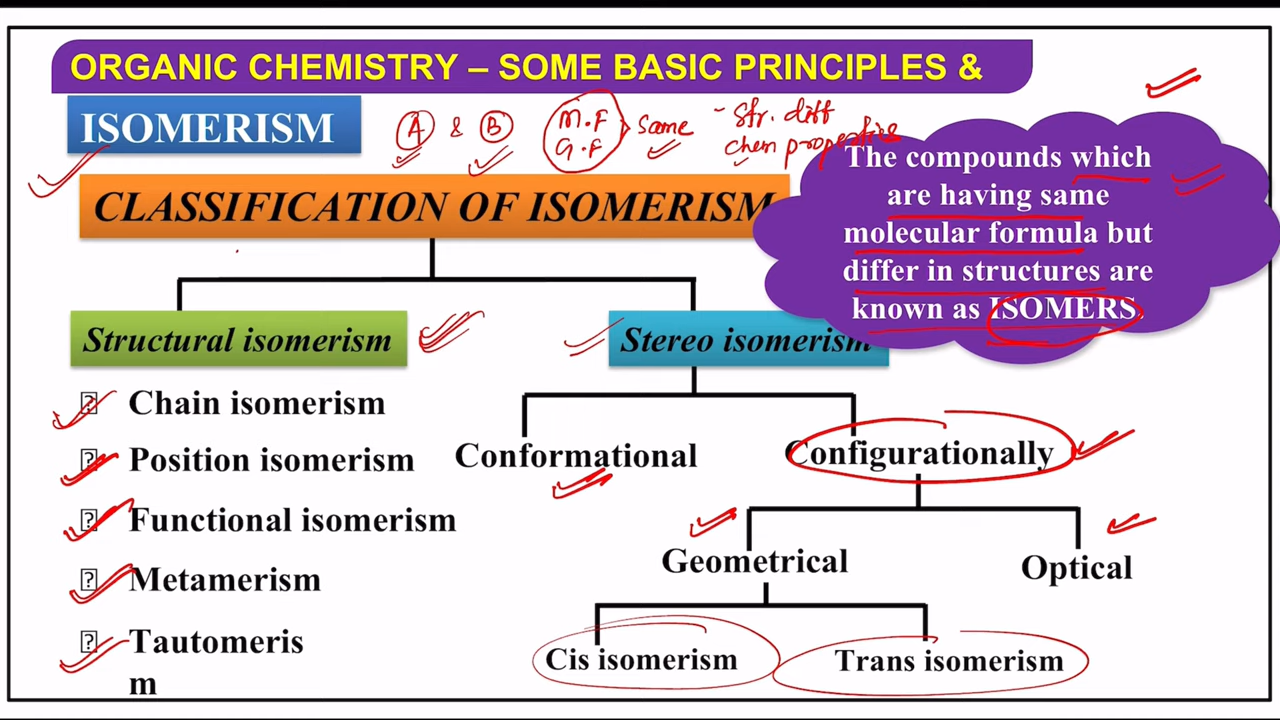 ORGANIC CHEMISTRY – SOME BASIC PRINCIPLES &
ISOMERISM
A & B
M.F
G.F
Same
- Str. diff
chem properties
CLASSIFICATION OF ISOMERISM
The compounds which
are having same
molecular formula but
differ in structures are
known as ISOMERS
Structural isomerism
Stereo isomerism
Chain isomerism
Position isomerism
Functional isomerism
Metamerism
Tautomeris
m
Conformational
Configurationally
Geometrical
Optical
Cis isomerism
Trans isomerism